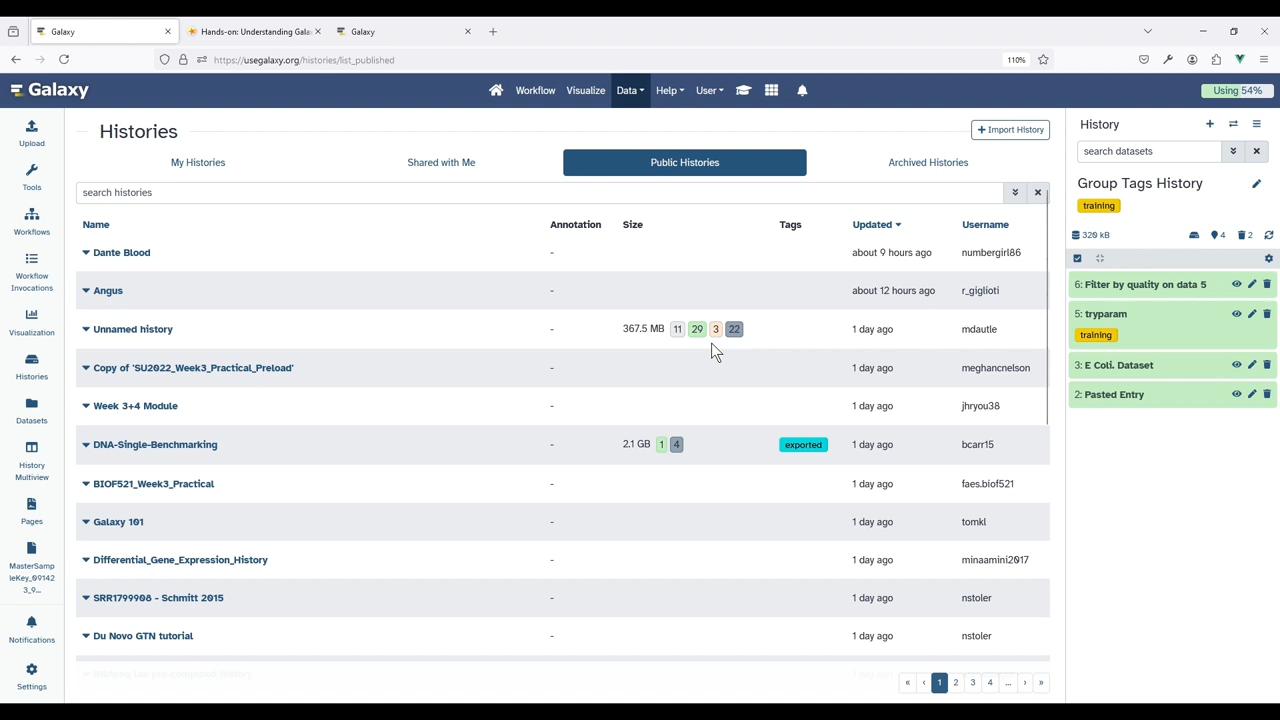 Galaxy
Hands-on: Understanding Gala
Galaxy
https://usegalaxy.org/histories/list_published
110%
Galaxy
Workflow
Visualize
Data
Help
User
Using 54%
Upload
Tools
Workflows
Workflow
Invocations
Visualization
Histories
Datasets
History
Multiview
Pages
MasterSamp
leKey_09142
3_9...
Notifications
Settings
Histories
+ Import History
My Histories
Shared with Me
Public Histories
Archived Histories
search histories
Name Annotation Size Tags Updated Username
Dante Blood - about 9 hours ago numbergirl86
Angus - about 12 hours ago r_giglioti
Unnamed history - 367.5 MB 11 29 3 22 1 day ago mdautle
Copy of 'SU2022_Week3_Practical_Preload' - 1 day ago meghancnelson
Week 3+4 Module - 1 day ago jhryou38
DNA-Single-Benchmarking - 2.1 GB 1 4 exported 1 day ago bcarr15
BIOF521_Week3_Practical - 1 day ago faes.biof521
Galaxy 101 - 1 day ago tomkl
Differential_Gene_Expression_History - 1 day ago minaamini2017
SRR1799908 - Schmitt 2015 - 1 day ago nstoler
Du Novo GTN tutorial - 1 day ago nstoler
« ‹ 1 2 3 4 ... › »
History
search datasets
Group Tags History
training
320 kB
4
2
6: Filter by quality on data 5
5: tryparam
training
3: E Coli. Dataset
2: Pasted Entry